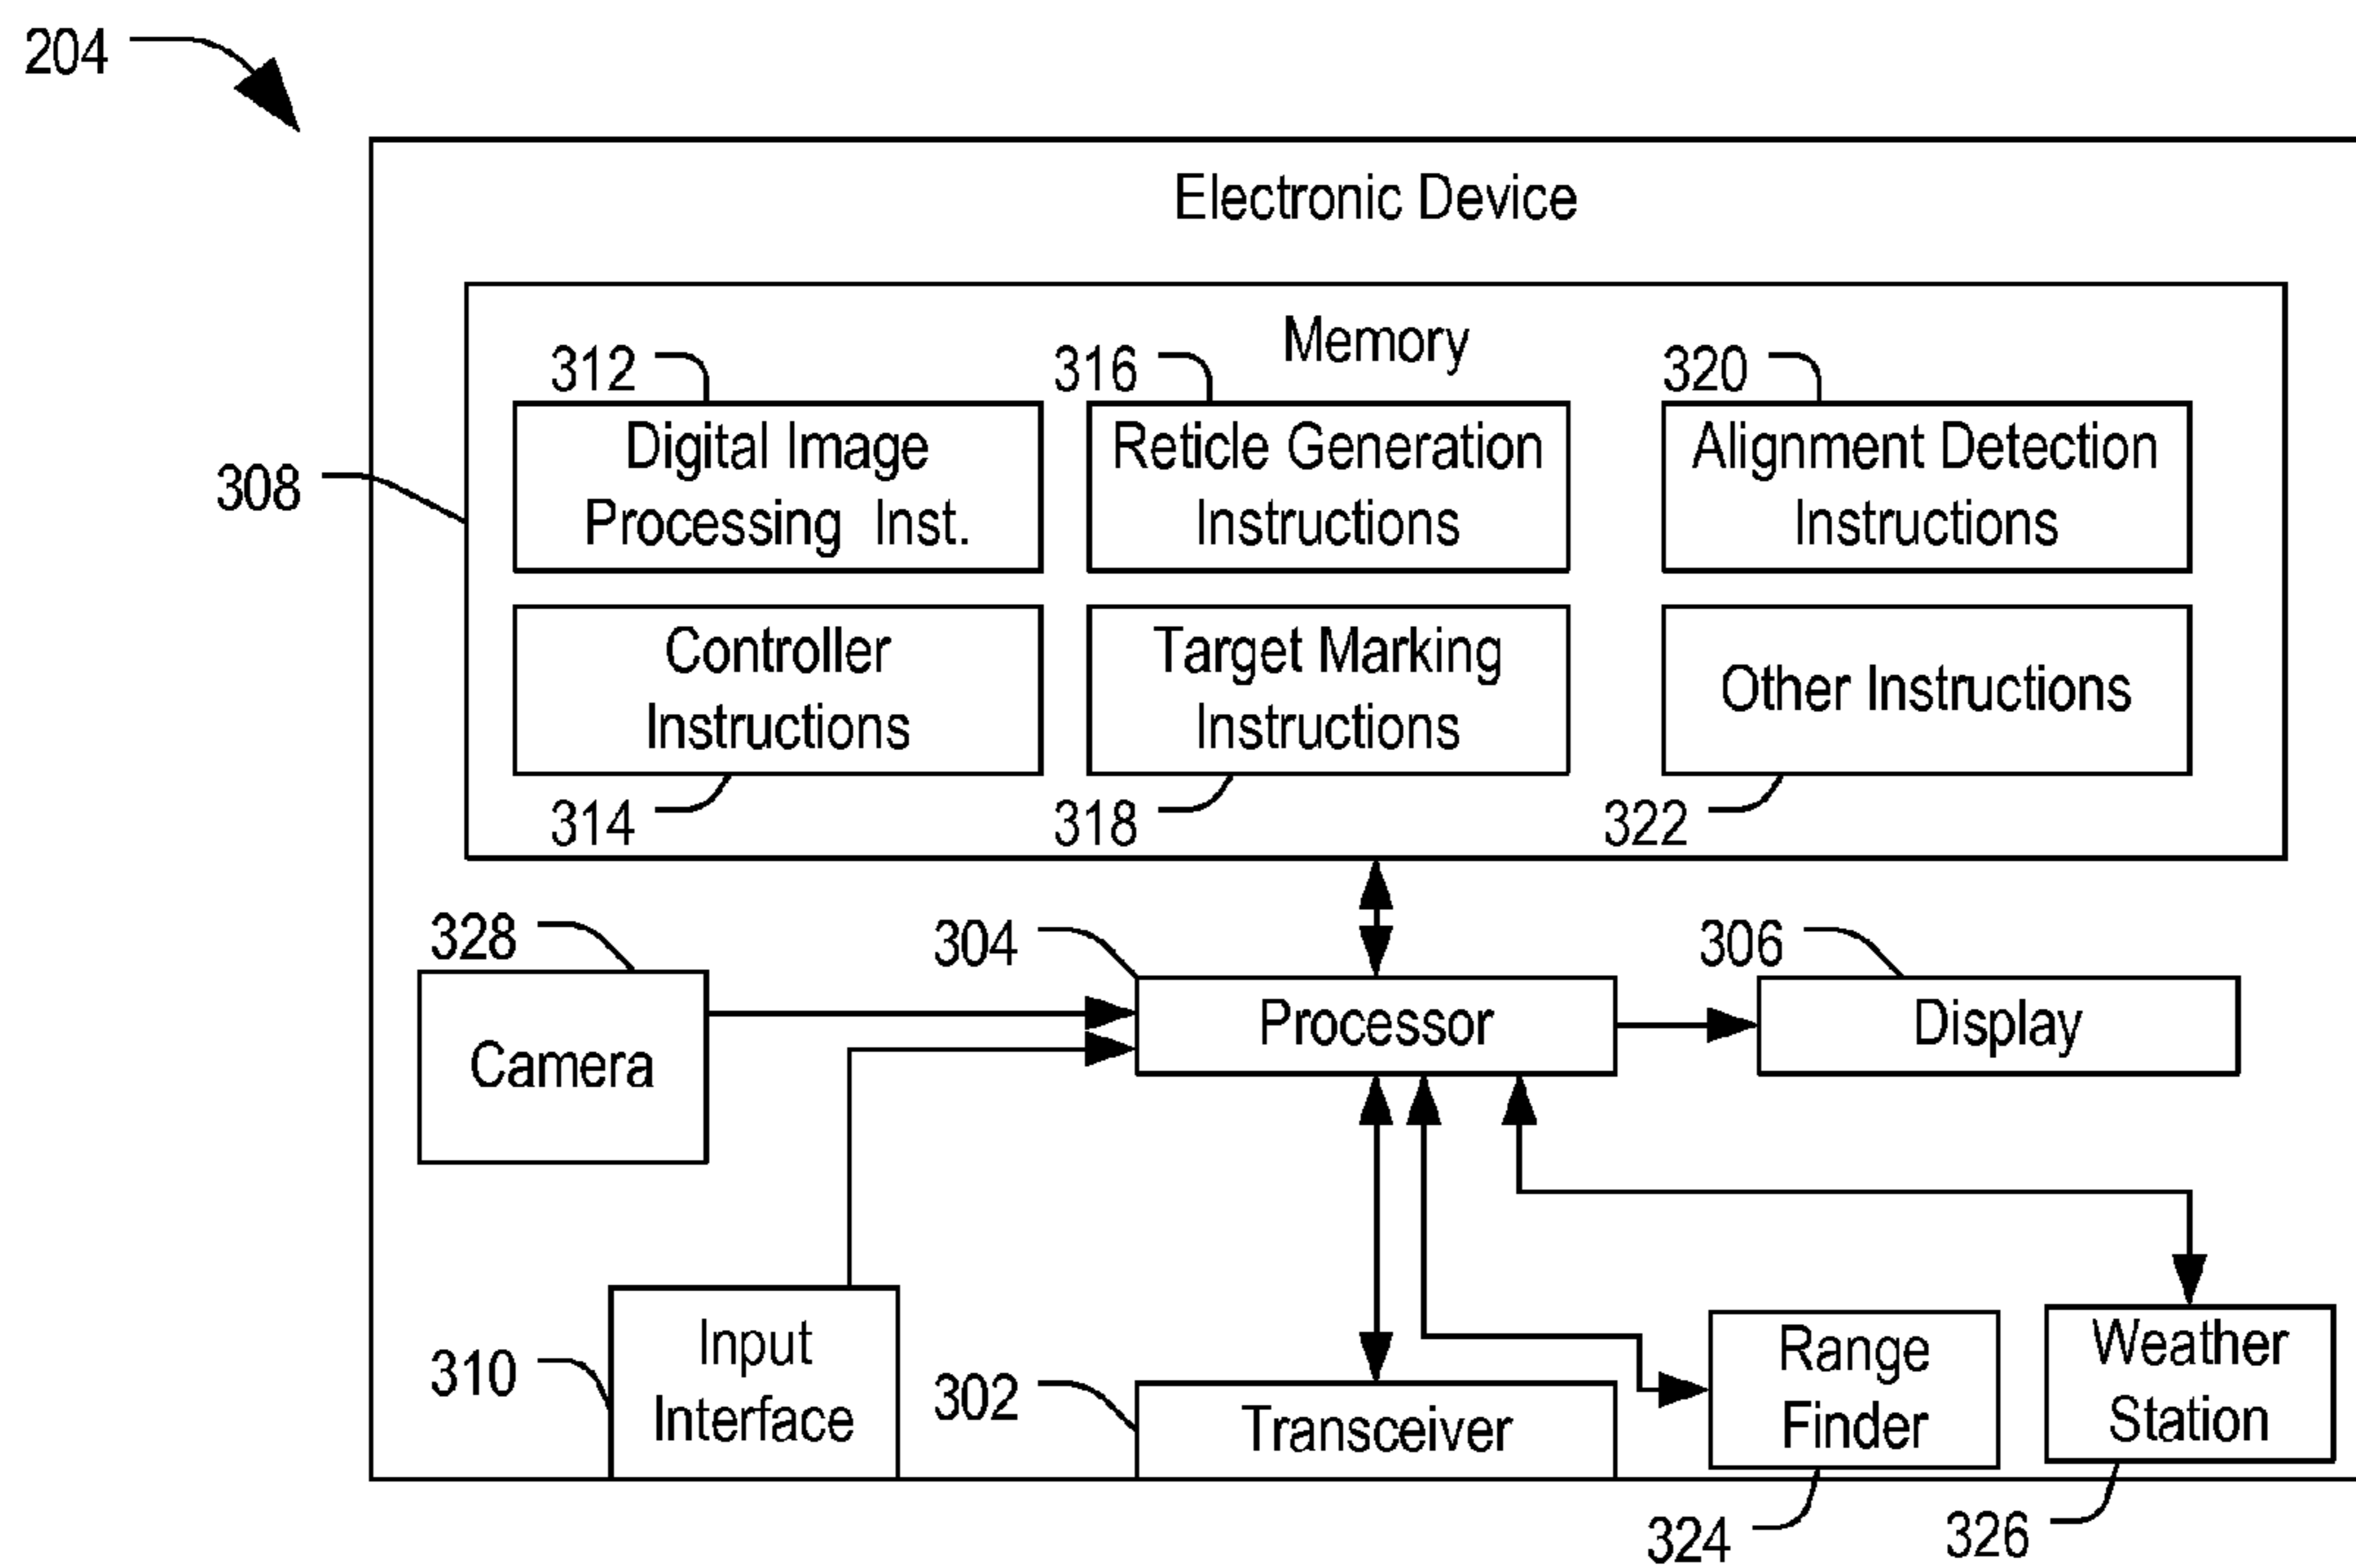 204
Electronic Device
Memory
312
316
320
308
Digital Image
Processing Inst.
Reticle Generation
Instructions
Alignment Detection
Instructions
Controller
Instructions
Target Marking
Instructions
Other Instructions
314
318
322
328
304
306
Camera
Processor
Display
310
Input
Interface
302
Transceiver
Range
Finder
Weather
Station
324
326